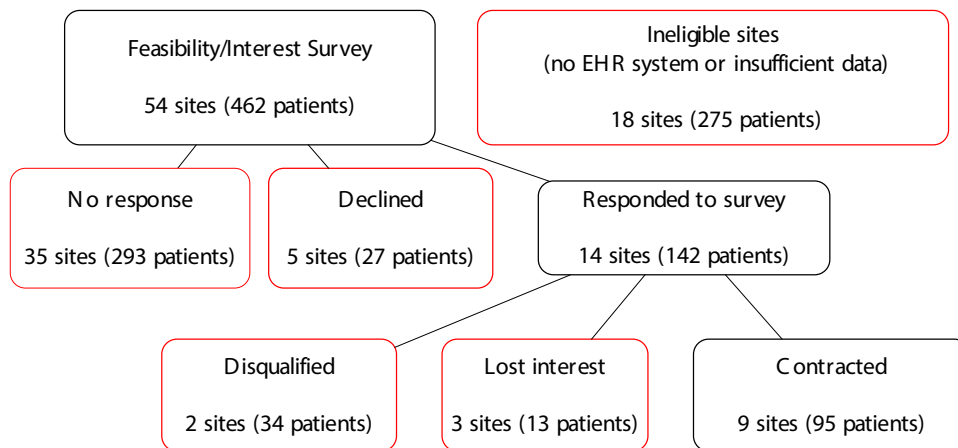 Feasibility/Interest Survey
54 sites (462 patients)
Ineligible sites
(no EHR system or insufficient data)
18 sites (275 patients)
No response
35 sites (293 patients)
Declined
5 sites (27 patients)
Responded to survey
14 sites (142 patients)
Disqualified
2 sites (34 patients)
Lost interest
3 sites (13 patients)
Contracted
9 sites (95 patients)